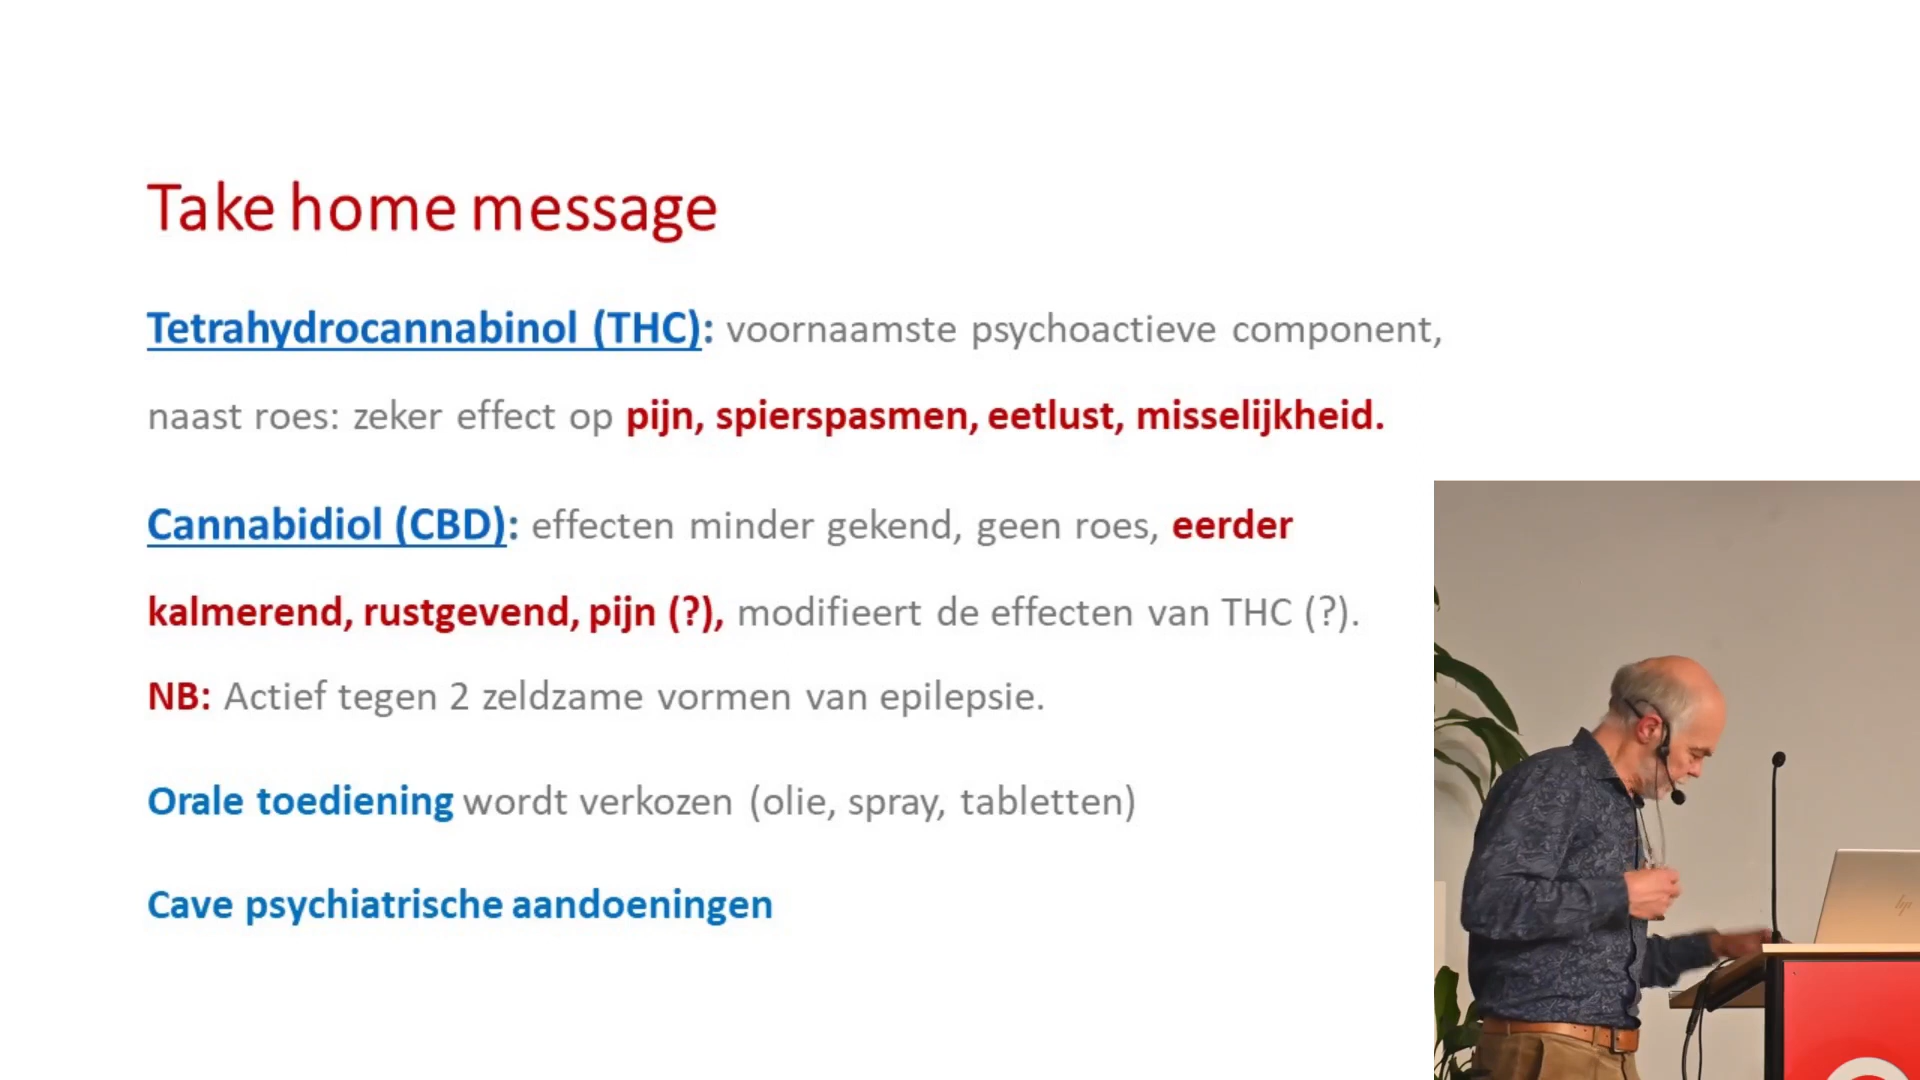 Take home message
Tetrahydrocannabinol (THC): voornaamste psychoactieve component,
naast roes: zeker effect op pijn, spierspasmen, eetlust, misselijkheid.
Cannabidiol (CBD): effecten minder gekend, geen roes, eerder
kalmerend, rustgevend, pijn (?), modifieert de effecten van THC (?).
NB: Actief tegen 2 zeldzame vormen van epilepsie.
Orale toediening wordt verkozen (olie, spray, tabletten)
Cave psychiatrische aandoeningen
hp